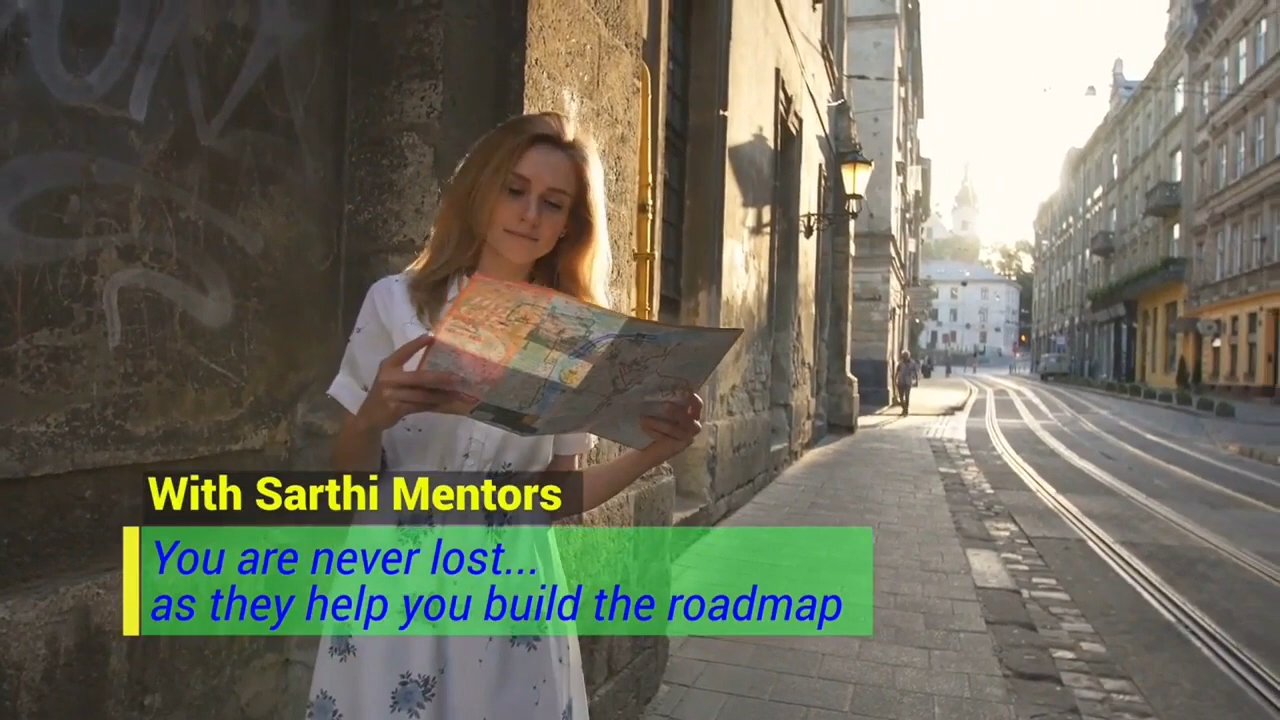 With Sarthi Mentors
You are never lost...
as they help you build the roadmap